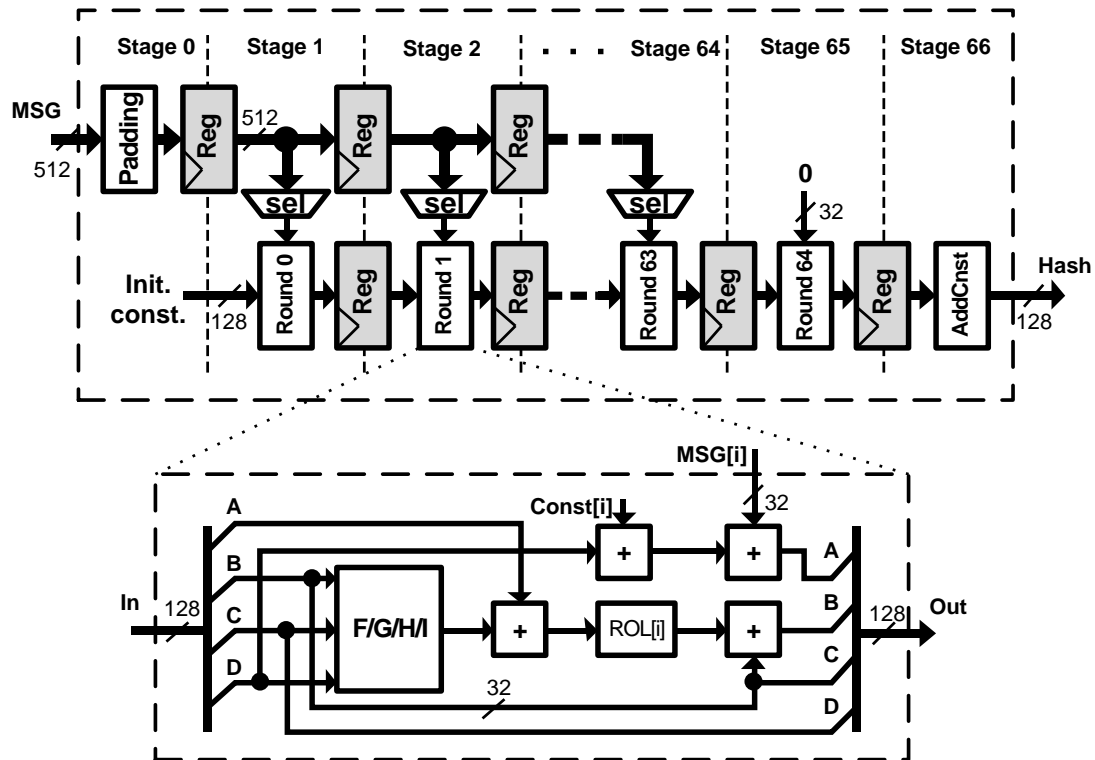 Stage 0 Stage 1 Stage 2 . . . . Stage 64 Stage 65 Stage 66
MSG
512
Padding
Reg
512
Reg
Reg
sel
sel
sel
0
32
Init.
const.
128
Round 0
Reg
Round 1
Reg
Round 63
Reg
Round 64
Reg
AddCnst
Hash
128
MSG[i]
32
Const[i]
A
+
+
A
B
B
In
128
C
F/G/H/I
+
ROL[i]
+
128
Out
C
D
32
D